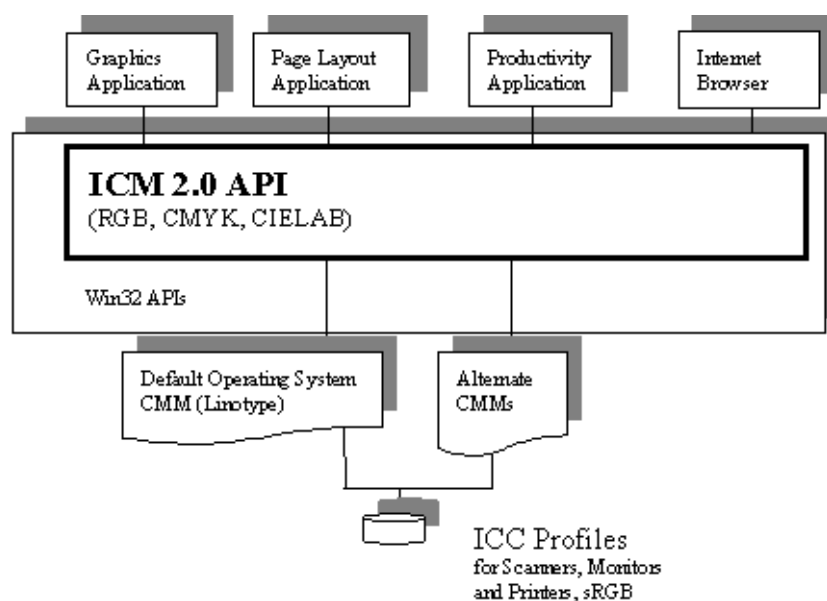 Graphics
Application
Page Layout
Application
Productivity
Application
Internet
Browser
ICM 2.0 API
(RGB, CMYK, CIELAB)
Win32 APIs
Default Operating System
CMM (Linotype)
Alternate
CMMs
ICC Profiles
for Scanners, Monitors
and Printers, sRGB